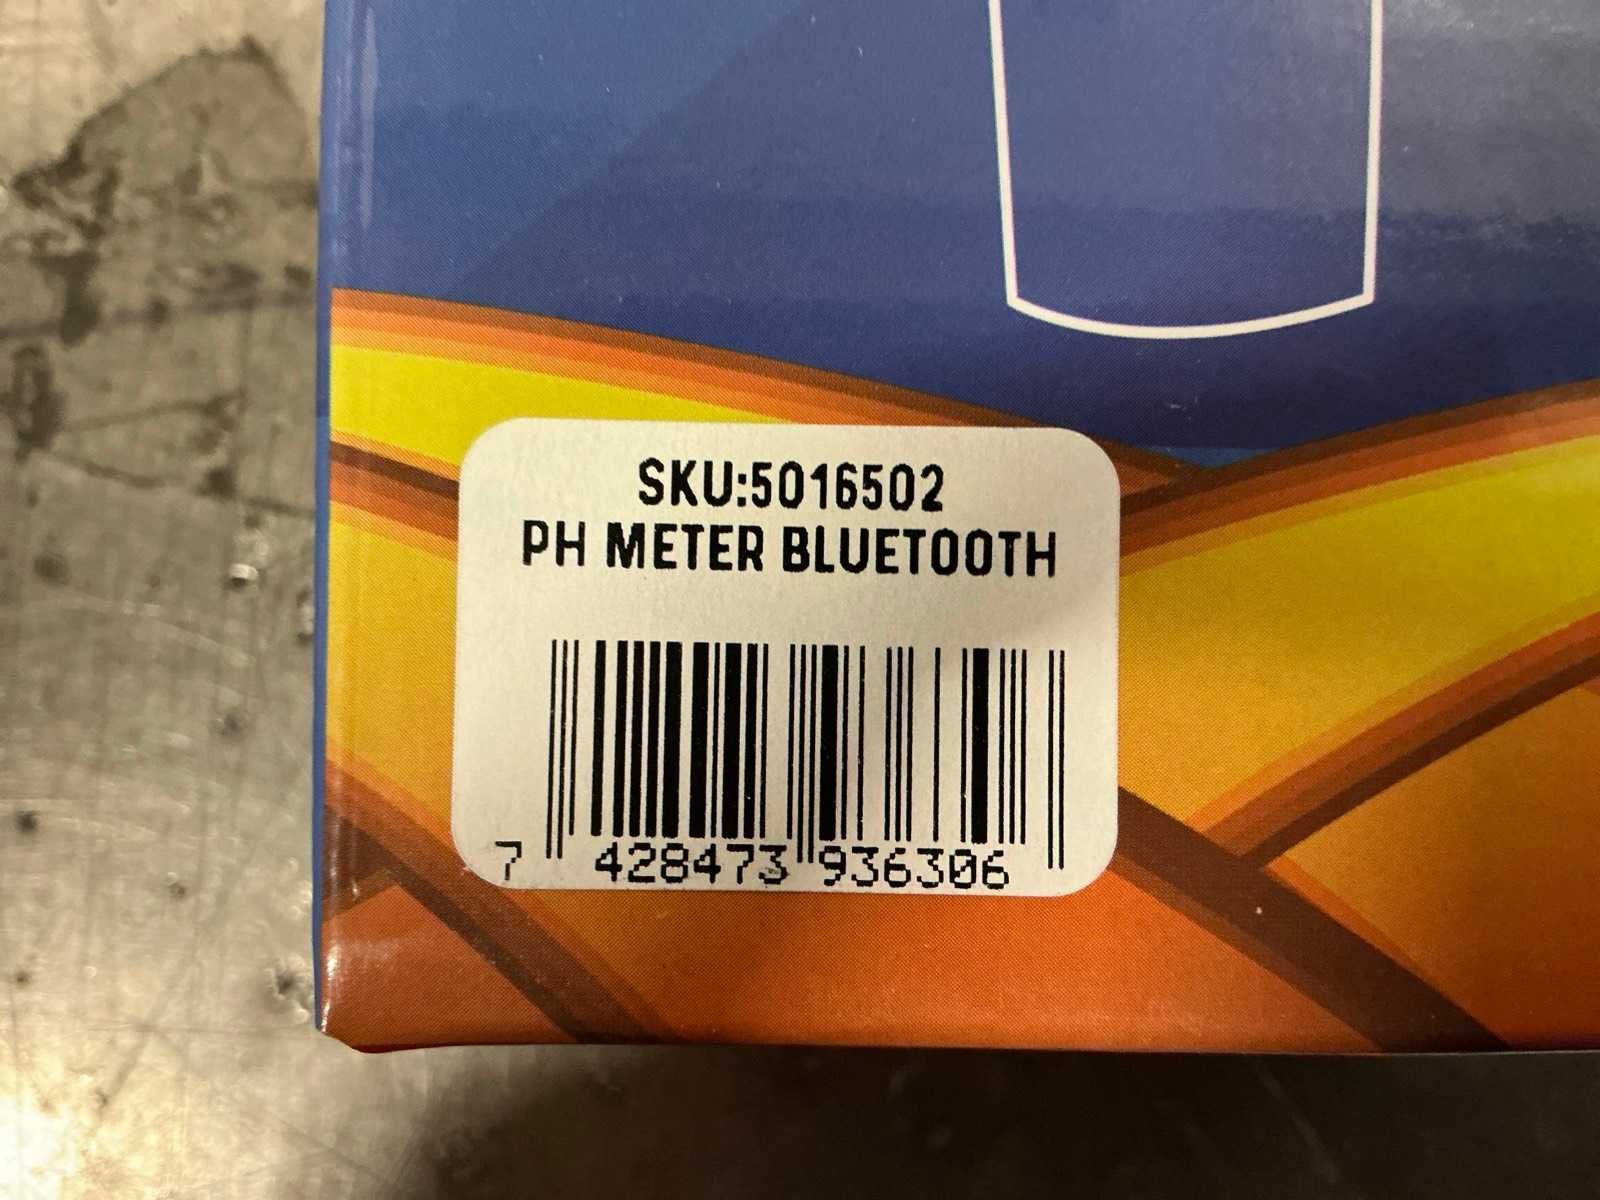 SKU:5016502
PH METER BLUETOOTH
7 428473 936306